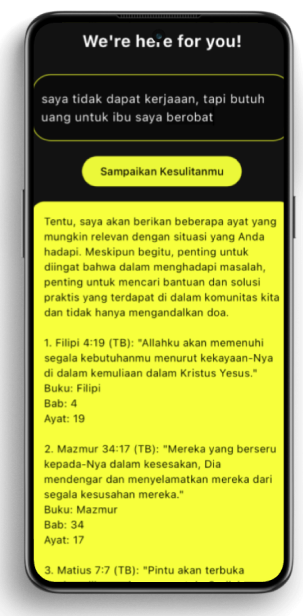 We're here for you!
saya tidak dapat kerjaaan, tapi butuh
uang untuk ibu saya berobat
Sampaikan Kesulitanmu
Tentu, saya akan berikan beberapa ayat yang
mungkin relevan dengan situasi yang Anda
hadapi. Meskipun begitu, penting untuk
diingat bahwa dalam menghadapi masalah,
penting untuk mencari bantuan dan solusi
praktis yang terdapat di dalam komunitas kita
dan tidak hanya mengandalkan doa.
1. Filipi 4:19 (TB): "Allahku akan memenuhi
segala kebutuhanmu menurut kekayaan-Nya
di dalam kemuliaan dalam Kristus Yesus."
Buku: Filipi
Bab: 4
Ayat: 19
2. Mazmur 34:17 (TB): "Mereka yang berseru
kepada-Nya dalam kesesakan, Dia
mendengar dan menyelamatkan mereka dari
segala kesusahan mereka."
Buku: Mazmur
Bab: 34
Ayat: 17
3. Matius 7:7 (TB): "Pintu akan terbuka